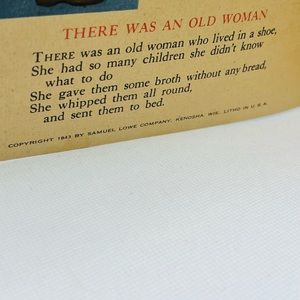 THERE WAS AN OLD WOMAN
THERE was an old woman who lived in a shoe,
She had so many children she didn't know
what to do
She gave them some broth without any bread,
She whipped them all round,
and sent them to bed.
COPYRIGHT 1943 BY SAMUEL LOWE COMPANY, KENOSHA WIS. LITHO IN U.S.A.